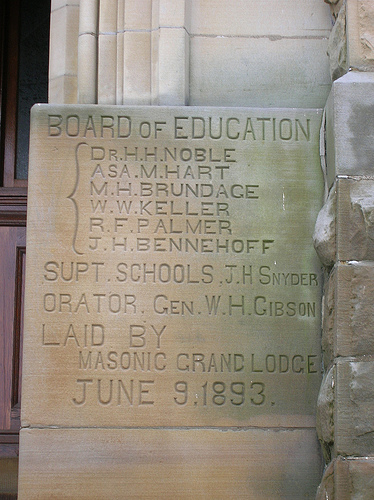 BOARD OF EDUCATION
DR.H.H.NOBLE
ASA.M.HART
M.H.BRUNDAGE
W.W.KELLER
R.F.PALMER
J.H.BENNEHOFF
SUPT.SCHOOLS.J.H SNYDER
ORATOR. GEN.W.H.GIBSON
LAID BY
MASONIC GRAND LODGE
JUNE 9.1893.